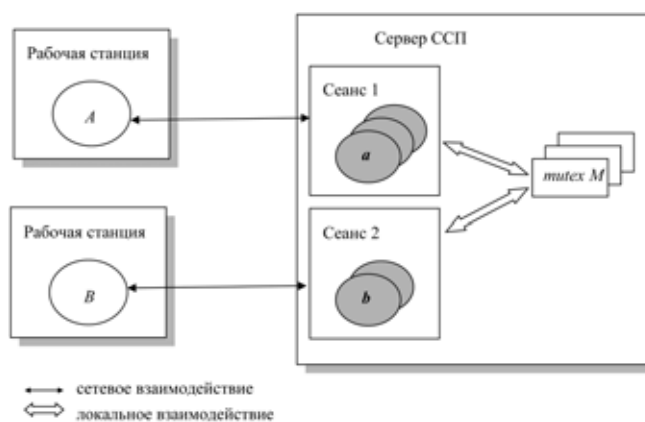 Сервер ССП
Рабочая станция
A
Сеанс 1
a
mutex M
Рабочая станция
B
Сеанс 2
b
сетевое взаимодействие
локальное взаимодействие